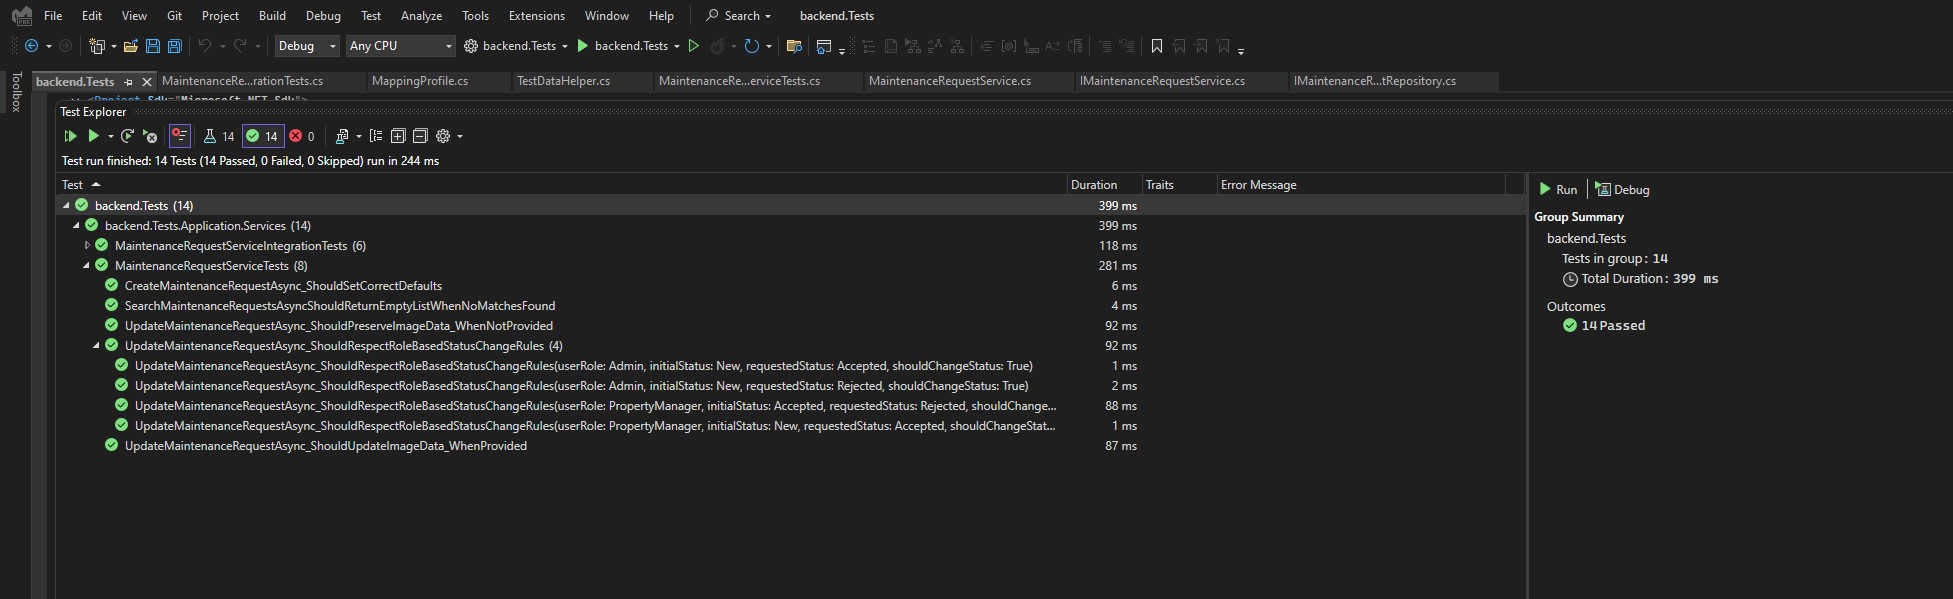 File Edit View Git Project Build Debug Test Analyze Tools Extensions Window Help Search backend.Tests
Debug Any CPU backend.Tests backend.Tests
Toolbox
backend.Tests MaintenanceRe...rationTests.cs MappingProfile.cs TestDataHelper.cs MaintenanceRe...erviceTests.cs MaintenanceRequestService.cs IMaintenanceRequestService.cs IMaintenanceR...tRepository.cs
<Project Sdk="Microsoft.NET.Sdk">
Test Explorer
14 14 0
Test run finished: 14 Tests (14 Passed, 0 Failed, 0 Skipped) run in 244 ms
Test Duration Traits Error Message
backend.Tests (14) 399 ms
backend.Tests.Application.Services (14) 399 ms
MaintenanceRequestServiceIntegrationTests (6) 118 ms
MaintenanceRequestServiceTests (8) 281 ms
CreateMaintenanceRequestAsync_ShouldSetCorrectDefaults 6 ms
SearchMaintenanceRequestsAsyncShouldReturnEmptyListWhenNoMatchesFound 4 ms
UpdateMaintenanceRequestAsync_ShouldPreserveImageData_WhenNotProvided 92 ms
UpdateMaintenanceRequestAsync_ShouldRespectRoleBasedStatusChangeRules (4) 92 ms
UpdateMaintenanceRequestAsync_ShouldRespectRoleBasedStatusChangeRules(userRole: Admin, initialStatus: New, requestedStatus: Accepted, shouldChangeStatus: True) 1 ms
UpdateMaintenanceRequestAsync_ShouldRespectRoleBasedStatusChangeRules(userRole: Admin, initialStatus: New, requestedStatus: Rejected, shouldChangeStatus: True) 2 ms
UpdateMaintenanceRequestAsync_ShouldRespectRoleBasedStatusChangeRules(userRole: PropertyManager, initialStatus: Accepted, requestedStatus: Rejected, shouldChange... 88 ms
UpdateMaintenanceRequestAsync_ShouldRespectRoleBasedStatusChangeRules(userRole: PropertyManager, initialStatus: New, requestedStatus: Accepted, shouldChangeStat... 1 ms
UpdateMaintenanceRequestAsync_ShouldUpdateImageData_WhenProvided 87 ms
Run Debug
Group Summary
backend.Tests
Tests in group: 14
Total Duration: 399 ms
Outcomes
14 Passed